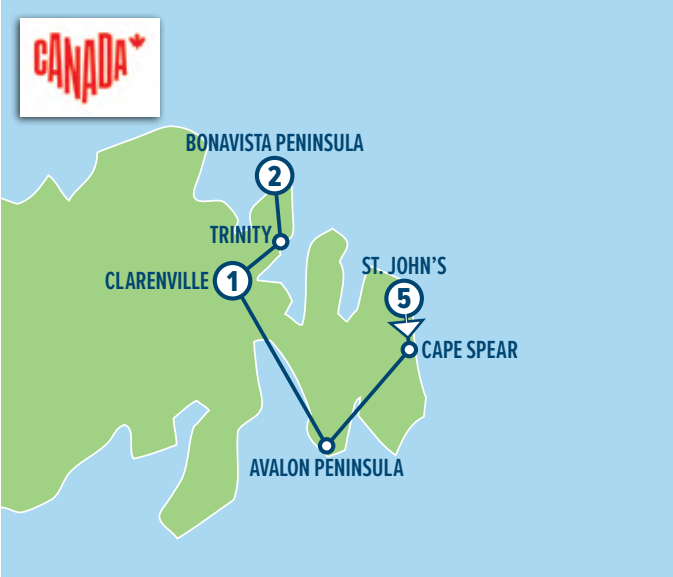 CANADA
BONAVISTA PENINSULA
2
TRINITY
CLARENVILLE
1
ST. JOHN'S
5
CAPE SPEAR
AVALON PENINSULA